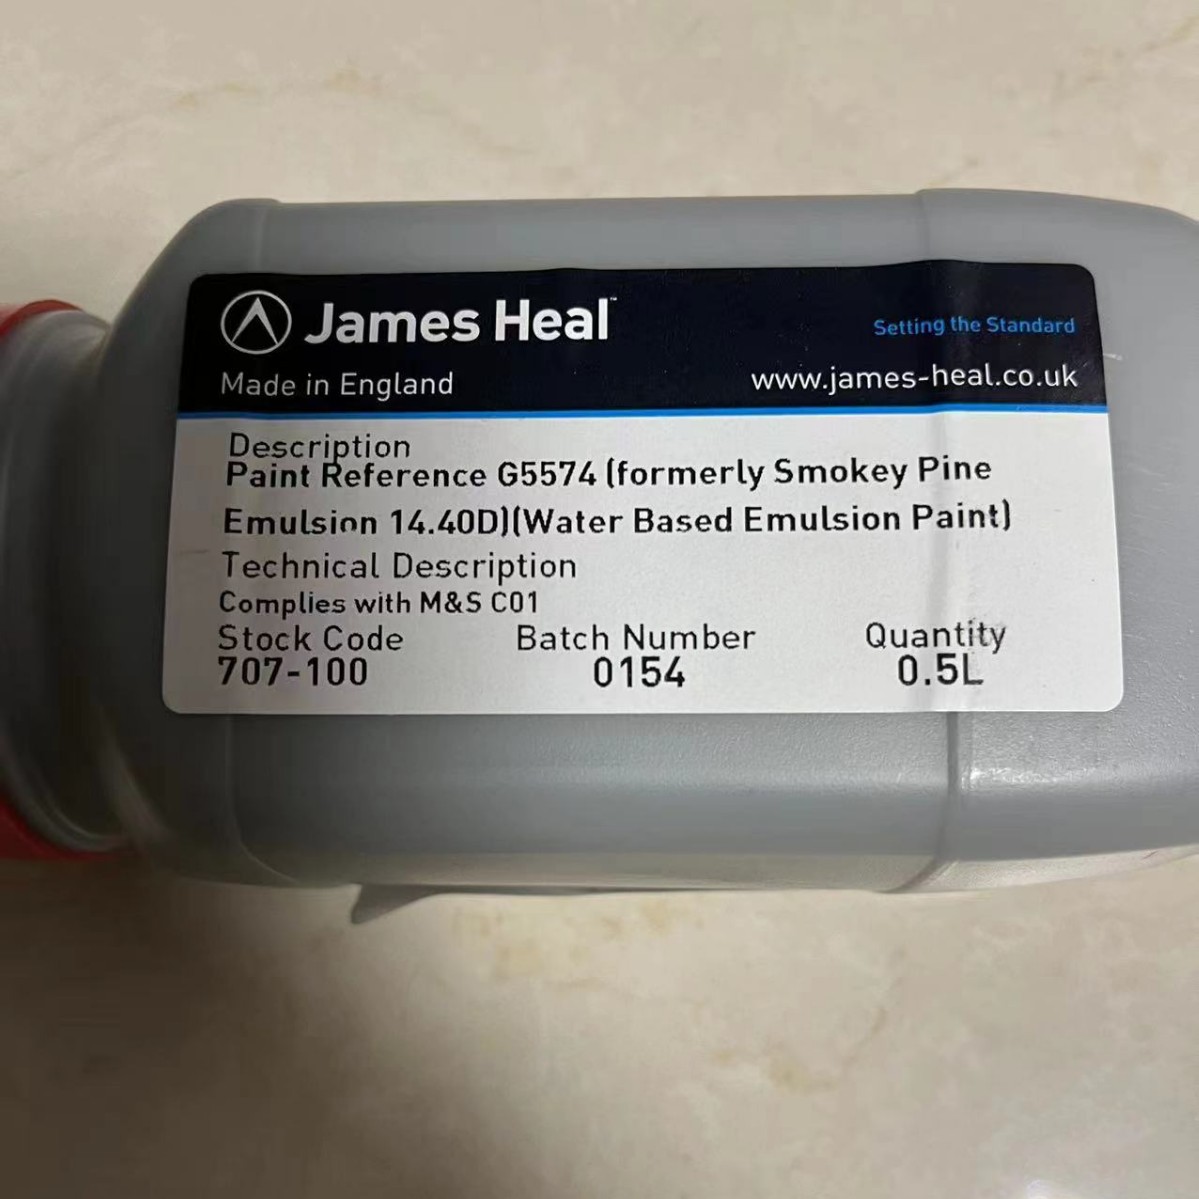 James Heal™
Setting the Standard
Made in England
www.james-heal.co.uk
Description
Paint Reference G5574 (formerly Smokey Pine
Emulsion 14.40D)(Water Based Emulsion Paint)
Technical Description
Complies with M&S C01
Stock Code Batch Number Quantity
707-100 0154 0.5L